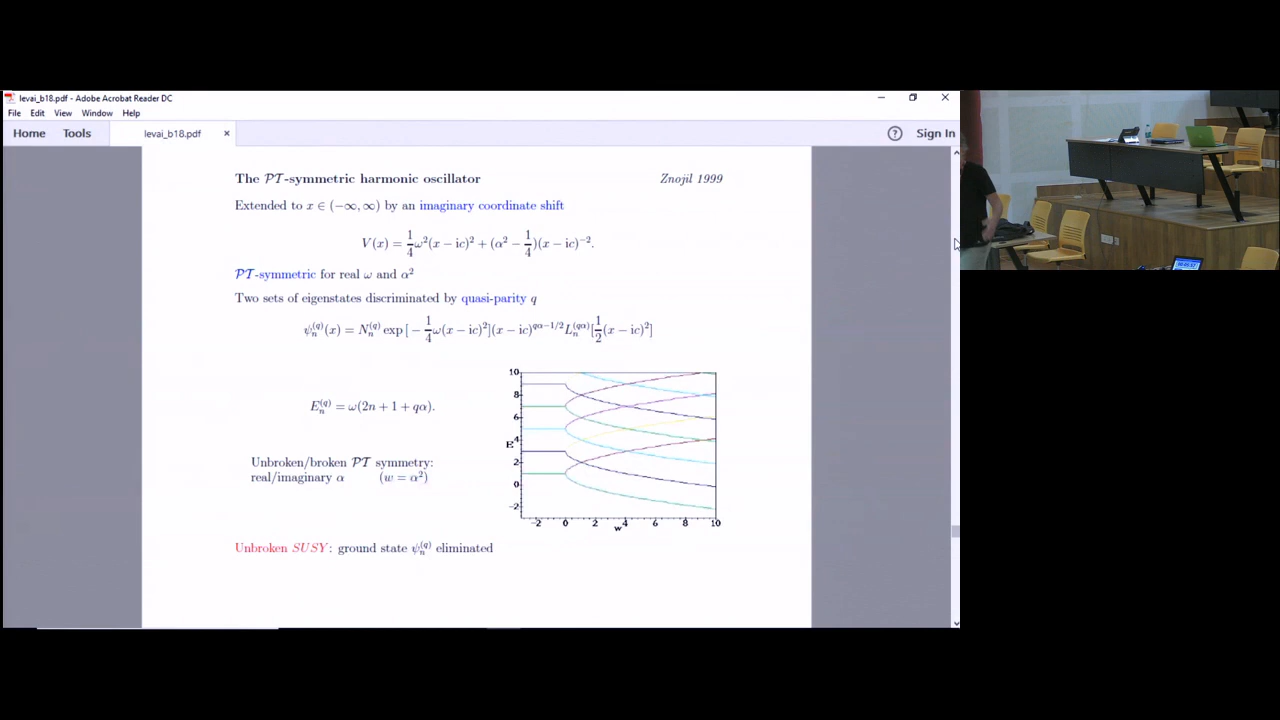 levai_b18.pdf - Adobe Acrobat Reader DC
File Edit View Window Help
Home Tools levai_b18.pdf × ? Sign In
The 𝒫𝒯-symmetric harmonic oscillator Znojil 1999
Extended to x ∈ (−∞, ∞) by an imaginary coordinate shift
V(x) = 1/4 ω²(x − ic)² + (α² − 1/4)(x − ic)⁻².
𝒫𝒯-symmetric for real ω and α²
Two sets of eigenstates discriminated by quasi-parity q
ψₙ^(q)(x) = Nₙ^(q) exp[−1/4 ω(x − ic)²](x − ic)^(qα−1/2) Lₙ^(qα)[1/2 (x − ic)²]
Eₙ^(q) = ω(2n + 1 + qα).
Unbroken/broken 𝒫𝒯 symmetry:
real/imaginary α (w = α²)
10
8
6
E 4
2
0
−2
−2 0 2 4 6 8 10
w
Unbroken SUSY: ground state ψₙ^(q) eliminated